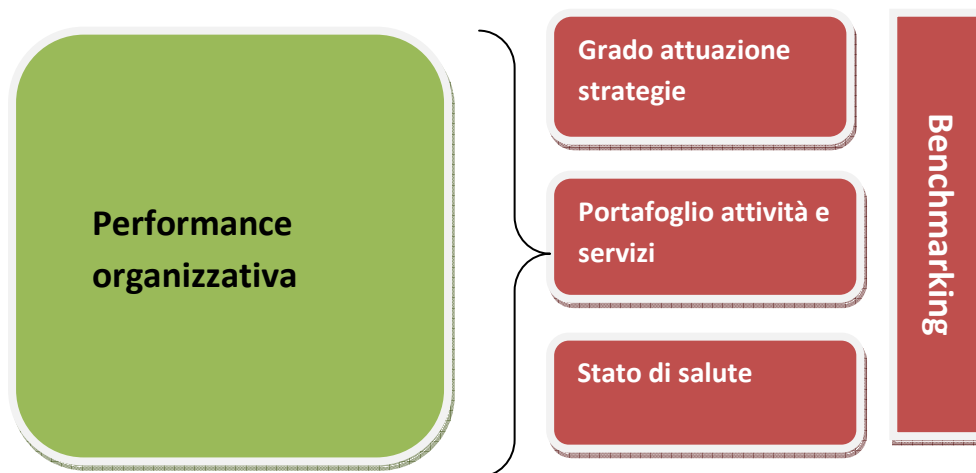 Performance
organizzativa
Grado attuazione
strategie
Portafoglio attività e
servizi
Stato di salute
Benchmarking